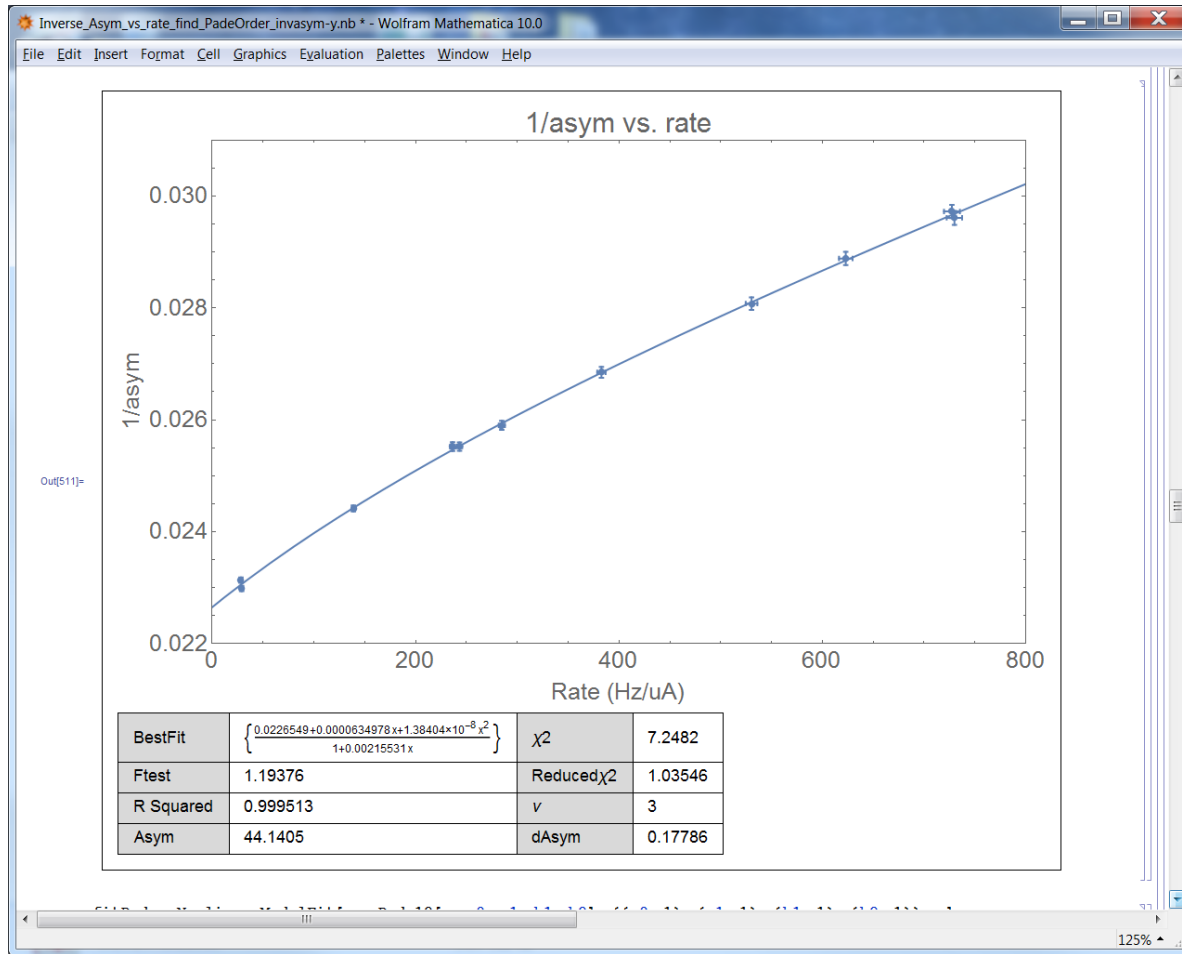 Inverse_Asym_vs_rate_find_PadeOrder_invasym-y.nb * - Wolfram Mathematica 10.0
File Edit Insert Format Cell Graphics Evaluation Palettes Window Help
1/asym vs. rate
0.030
0.028
0.026
0.024
0.022
1/asym
0 200 400 600 800
Rate (Hz/uA)
Out[511]=
BestFit {(0.0226549+0.0000634978 x+1.38404×10⁻⁸ x²)/(1+0.00215531 x)} χ2 7.2482
Ftest 1.19376 Reducedχ2 1.03546
R Squared 0.999513 ν 3
Asym 44.1405 dAsym 0.17786
125%